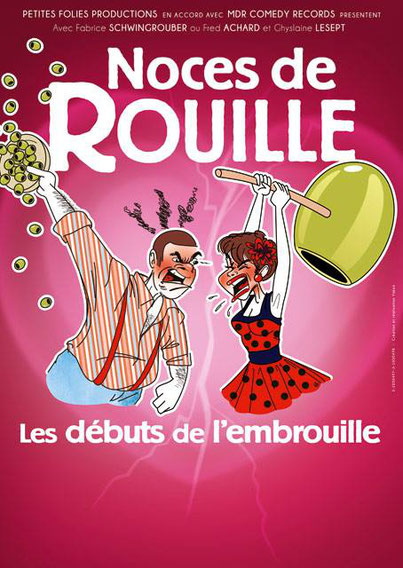 PETITES FOLIES PRODUCTIONS EN ACCORD AVEC MDR COMEDY RECORDS PRESENTENT
Avec Fabrice SCHWINGROUBER ou Fred ACHARD et Ghyslaine LESEPT
Noces de
ROUILLE
Les débuts de l'embrouille